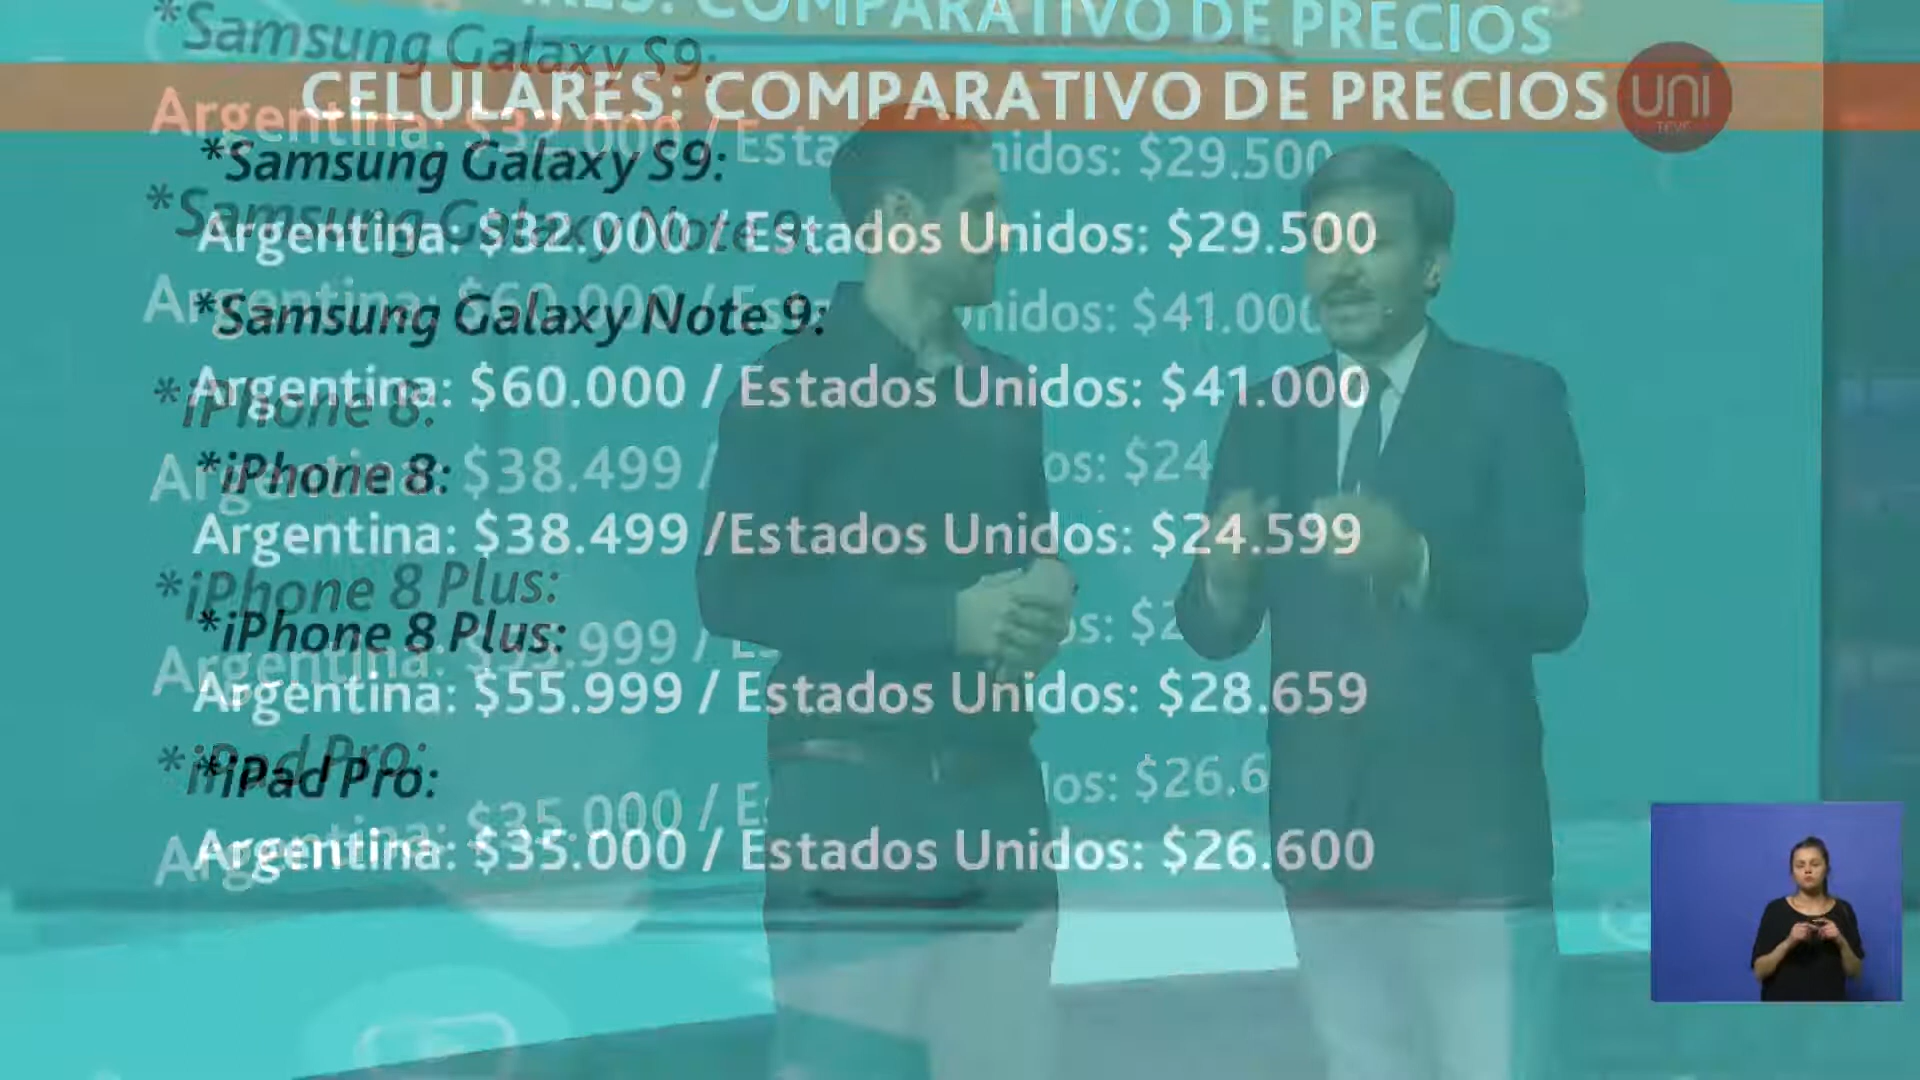 CELULARES: COMPARATIVO DE PRECIOS
uni
TEVE
*Samsung Galaxy S9:
Argentina: $32.000 / Estados Unidos: $29.500
*Samsung Galaxy Note 9:
Argentina: $60.000 / Estados Unidos: $41.000
*iPhone 8:
Argentina: $38.499 /Estados Unidos: $24.599
*iPhone 8 Plus:
Argentina: $55.999 / Estados Unidos: $28.659
*iPad Pro:
Argentina: $35.000 / Estados Unidos: $26.600